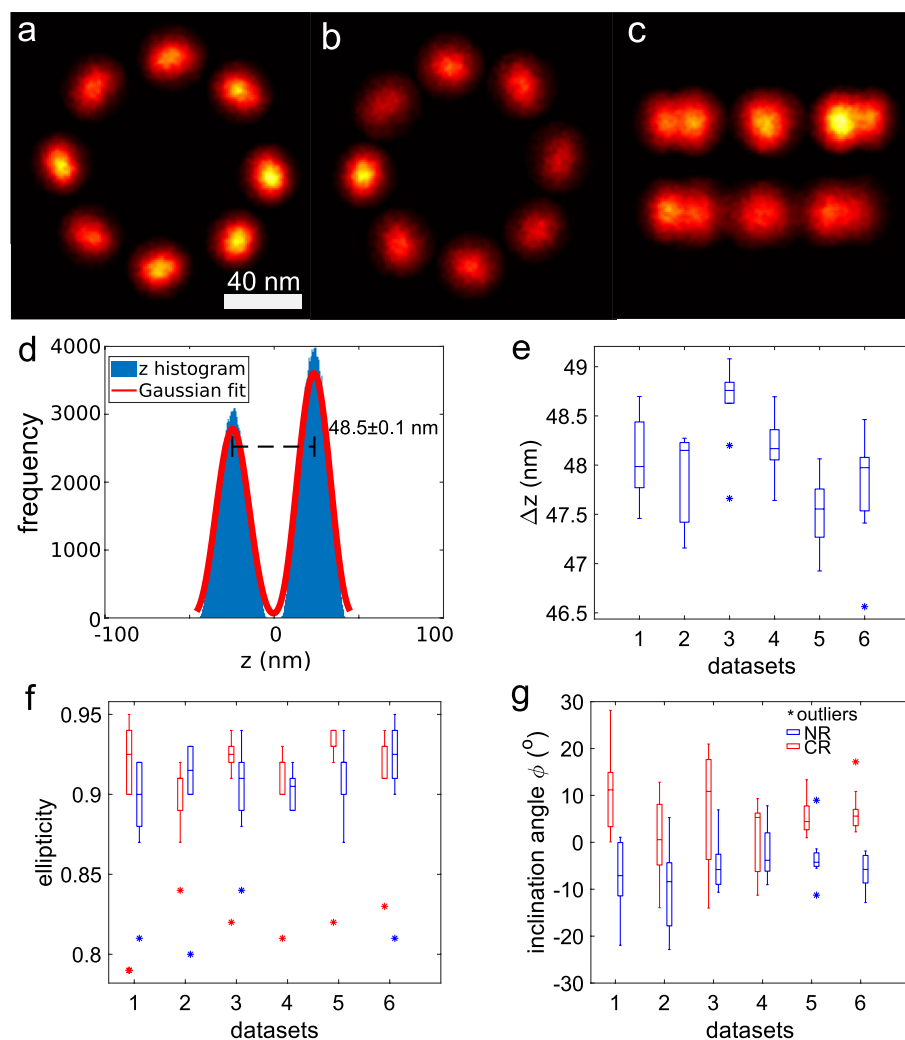 a
b
c
40 nm
d
4000
3000
2000
1000
0
frequency
z histogram
Gaussian fit
48.5±0.1 nm
-100
0
100
z (nm)
e
49
48.5
48
47.5
47
46.5
Δz (nm)
1 2 3 4 5 6
datasets
f
0.95
0.9
0.85
0.8
ellipticity
1 2 3 4 5 6
datasets
g
30
20
10
0
-10
-20
-30
inclination angle ϕ (°)
* outliers
NR
CR
1 2 3 4 5 6
datasets